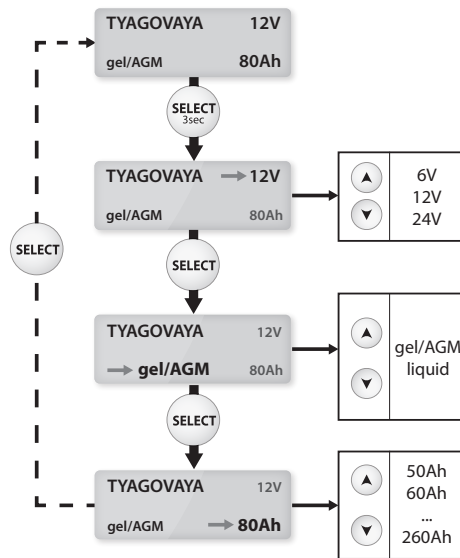 TYAGOVAYA 12V
gel/AGM 80Ah
SELECT
3sec
TYAGOVAYA 12V
gel/AGM 80Ah
6V
12V
24V
SELECT
SELECT
TYAGOVAYA 12V
gel/AGM 80Ah
gel/AGM
liquid
SELECT
TYAGOVAYA 12V
gel/AGM 80Ah
50Ah
60Ah
...
260Ah